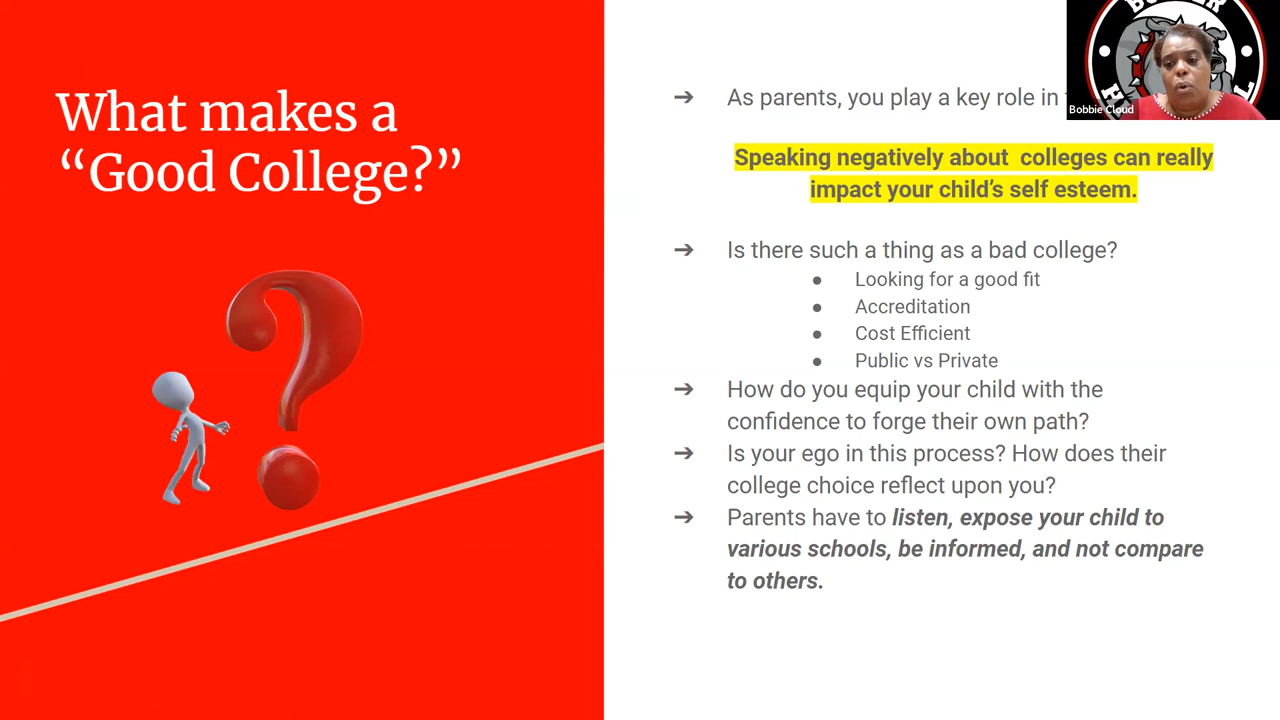 What makes a
“Good College?”
➔ As parents, you play a key role in
Speaking negatively about  colleges can really
impact your child’s self esteem.
➔ Is there such a thing as a bad college?
● Looking for a good fit
● Accreditation
● Cost Efficient
● Public vs Private
➔ How do you equip your child with the
confidence to forge their own path?
➔ Is your ego in this process? How does their
college choice reflect upon you?
➔ Parents have to listen, expose your child to
various schools, be informed, and not compare
to others.
Bobbie Cloud